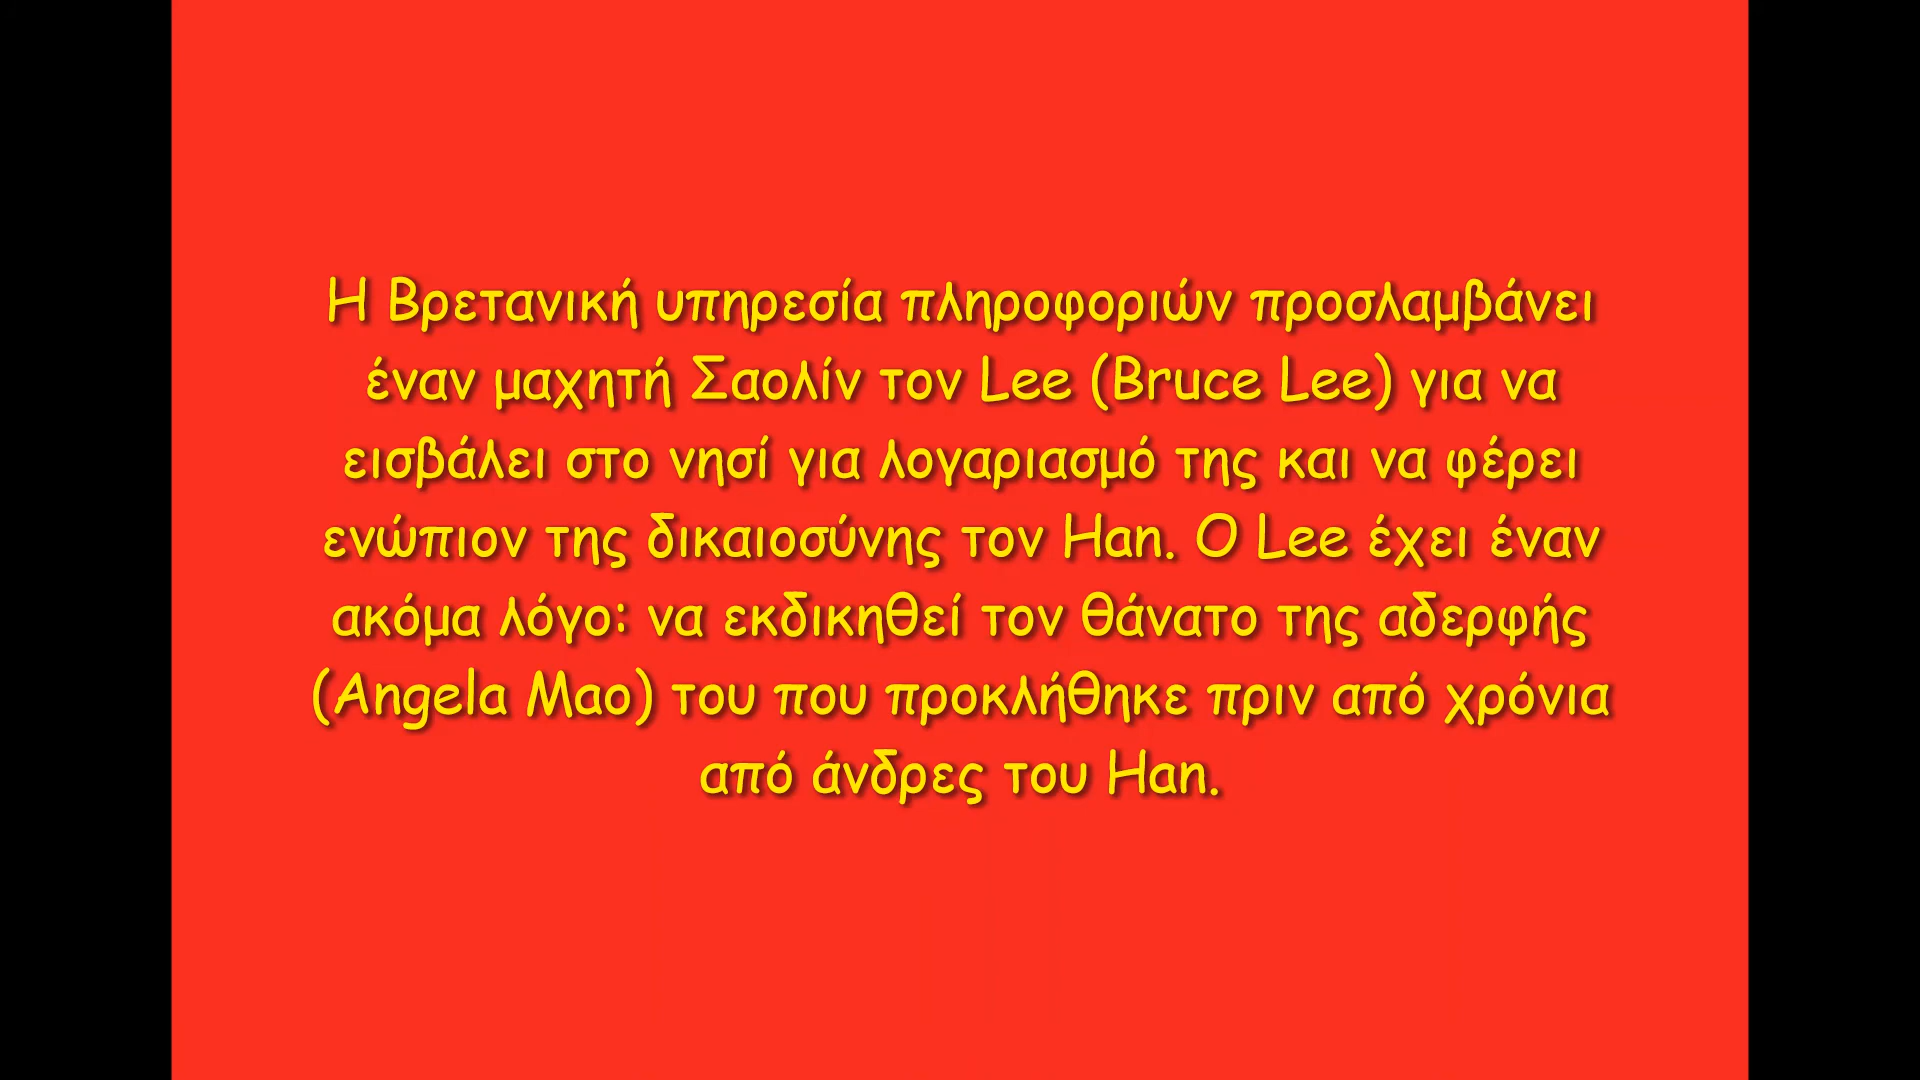 Η Βρετανική υπηρεσία πληροφοριών προσλαμβάνει
έναν μαχητή Σαολίν τον Lee (Bruce Lee) για να
εισβάλει στο νησί για λογαριασμό της και να φέρει
ενώπιον της δικαιοσύνης τον Han. Ο Lee έχει έναν
ακόμα λόγο: να εκδικηθεί τον θάνατο της αδερφής
(Angela Mao) του που προκλήθηκε πριν από χρόνια
από άνδρες του Han.